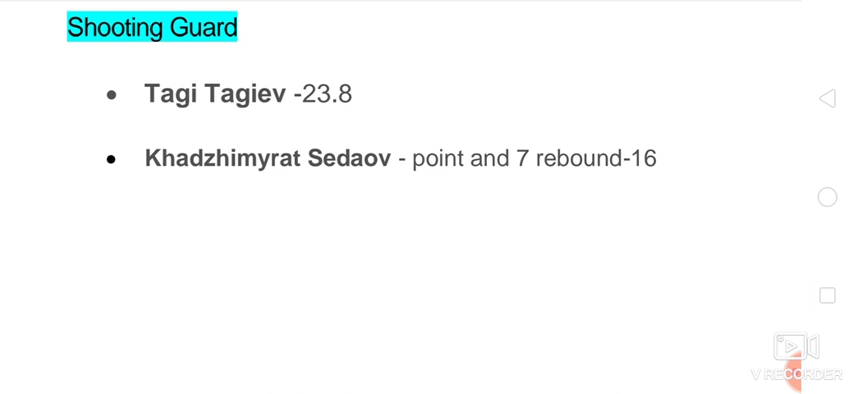 Shooting Guard
Tagi Tagiev -23.8
Khadzhimyrat Sedaov - point and 7 rebound-16
V RECORDER